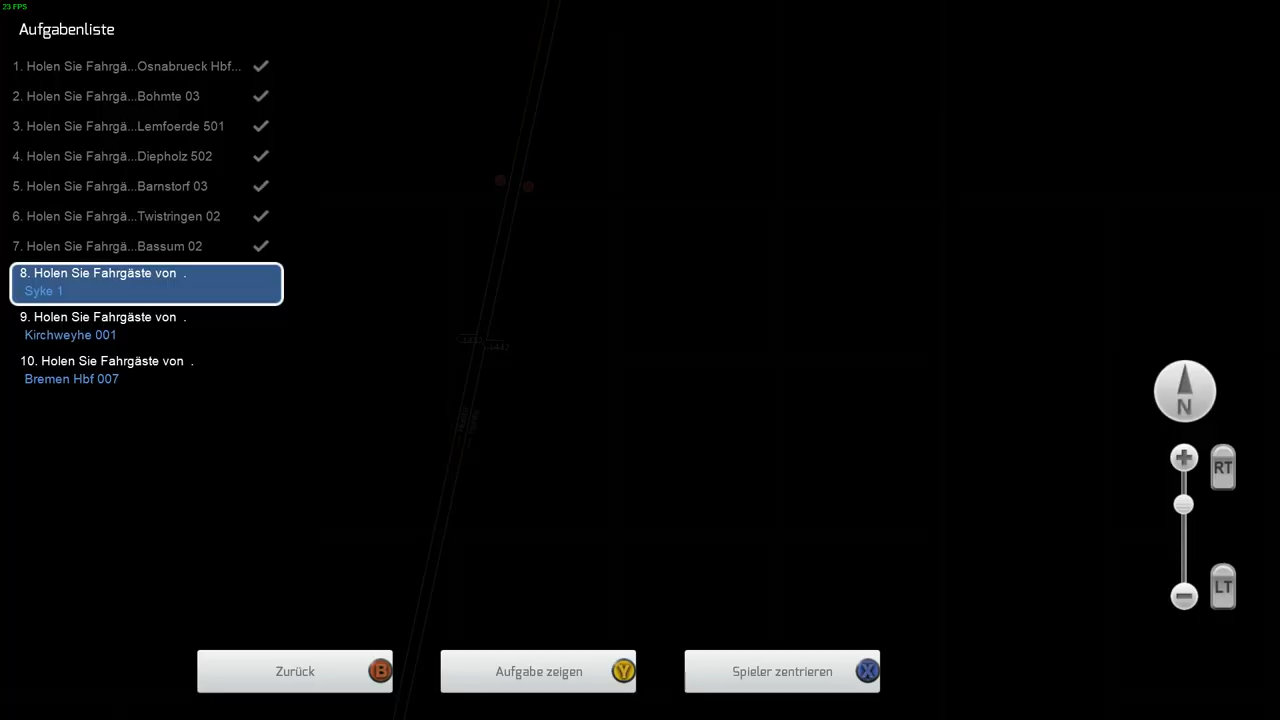 23 FPS
Aufgabenliste
1. Holen Sie Fahrgä...Osnabrueck Hbf...
2. Holen Sie Fahrgä...Bohmte 03
3. Holen Sie Fahrgä...Lemfoerde 501
4. Holen Sie Fahrgä...Diepholz 502
5. Holen Sie Fahrgä...Barnstorf 03
6. Holen Sie Fahrgä...Twistringen 02
7. Holen Sie Fahrgä...Bassum 02
8. Holen Sie Fahrgäste von  .
Syke 1
9. Holen Sie Fahrgäste von  .
Kirchweyhe 001
10. Holen Sie Fahrgäste von  .
Bremen Hbf 007
N
RT
LT
Zurück B
Aufgabe zeigen Y
Spieler zentrieren X